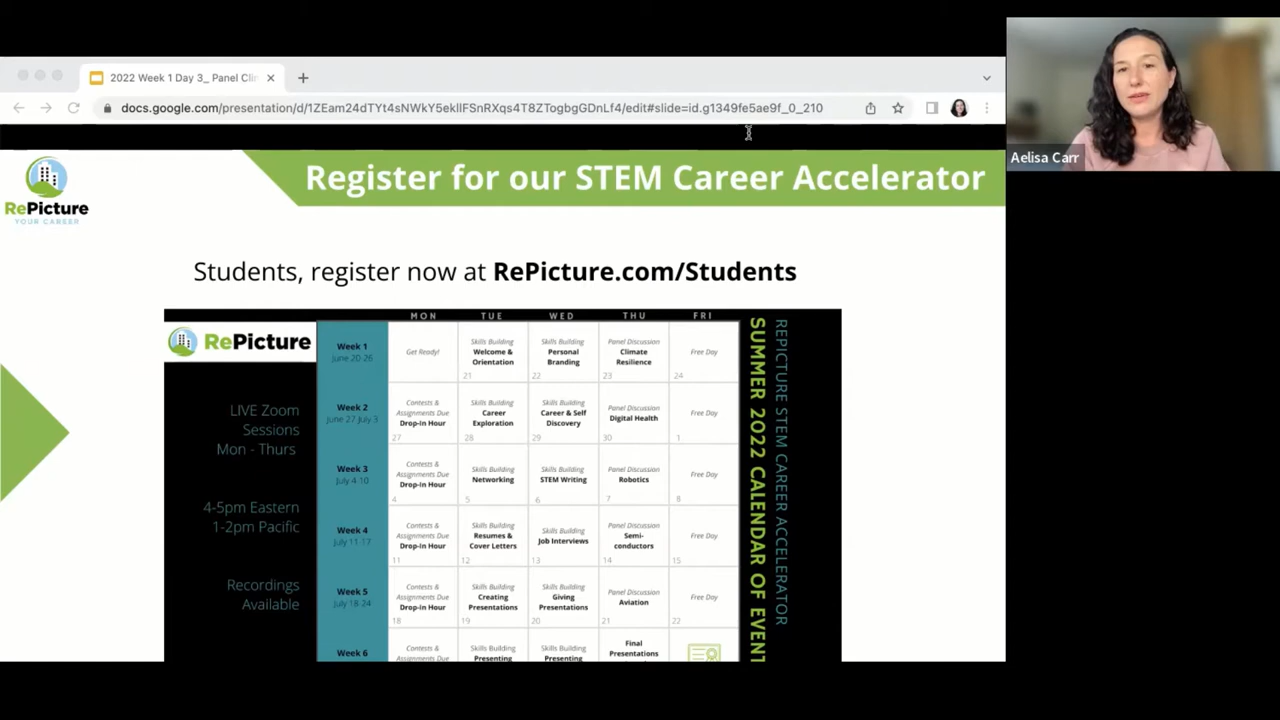 2022 Week 1 Day 3_ Panel Cli
docs.google.com/presentation/d/1ZEam24dTYt4sNWkY5ekIIFSnRXqs4T8ZTogbgGDnLf4/edit#slide=id.g1349fe5ae9f_0_210
Aelisa Carr
RePicture
YOUR CAREER
Register for our STEM Career Accelerator
Students, register now at RePicture.com/Students
RePicture
LIVE Zoom
Sessions
Mon - Thurs
4-5pm Eastern
1-2pm Pacific
Recordings
Available
MON TUE WED THU FRI
Week 1
June 20-26
Get Ready!
Skills Building
Welcome &
Orientation
21
Skills Building
Personal
Branding
22
Panel Discussion
Climate
Resilience
23
Free Day
24
Week 2
June 27-July 3
Contests &
Assignments Due
Drop-In Hour
27
Skills Building
Career
Exploration
28
Skills Building
Career & Self
Discovery
29
Panel Discussion
Digital Health
30
Free Day
1
Week 3
July 4-10
Contests &
Assignments Due
Drop-In Hour
4
Skills Building
Networking
5
Skills Building
STEM Writing
6
Panel Discussion
Robotics
7
Free Day
8
Week 4
July 11-17
Contests &
Assignments Due
Drop-In Hour
11
Skills Building
Resumes &
Cover Letters
12
Skills Building
Job Interviews
13
Panel Discussion
Semi-
conductors
14
Free Day
15
Week 5
July 18-24
Contests &
Assignments Due
Drop-In Hour
18
Skills Building
Creating
Presentations
19
Skills Building
Giving
Presentations
20
Panel Discussion
Aviation
21
Free Day
22
Week 6
Contests &
Assignments Due
Skills Building
Presenting
Skills Building
Presenting
Final
Presentations
SUMMER 2022 CALENDAR OF EVENT
REPICTURE STEM CAREER ACCELERATOR